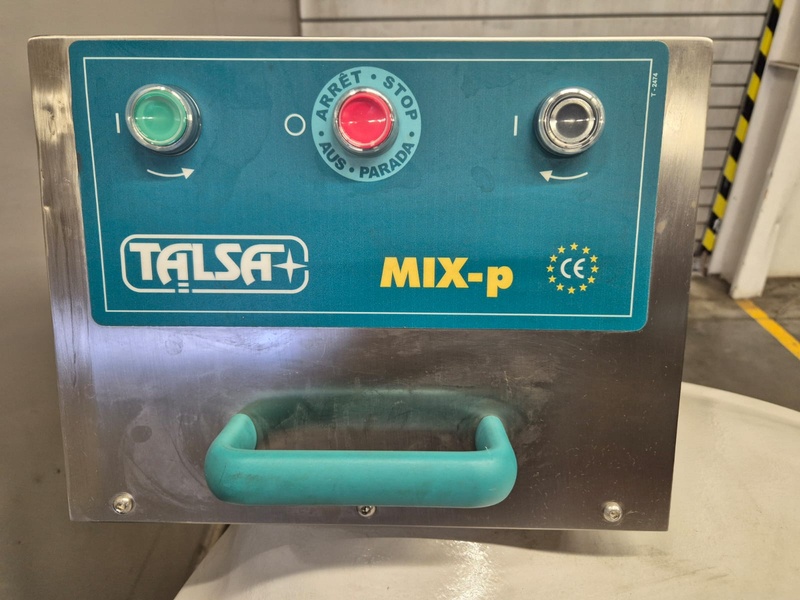 T - 2474
ARRÊT • STOP
AUS • PARADA
I
O
I
TALSA
MIX-p
CE